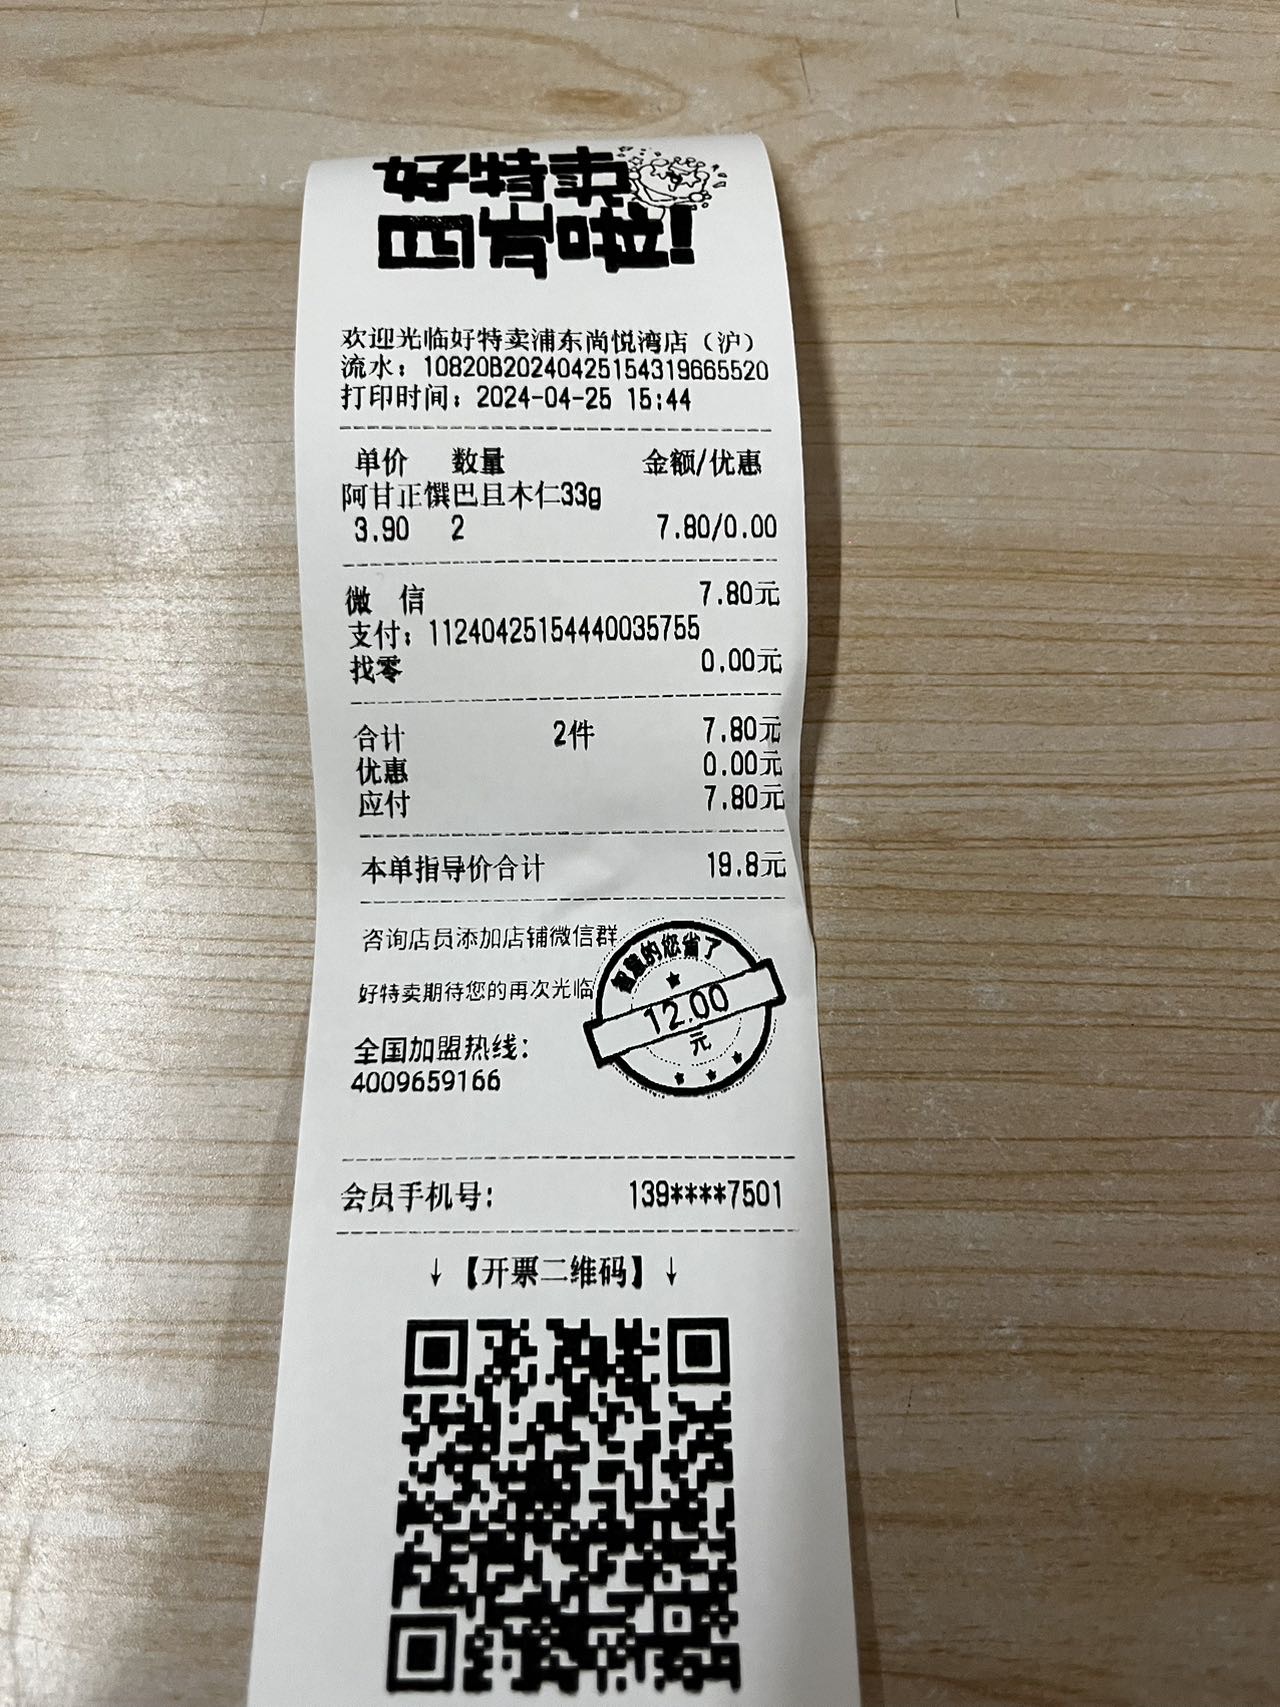 好特卖
欢迎光临好特卖浦东尚悦湾店（沪）
流水：10820B20240425154319665520
打印时间：2024-04-25 15:44
单价 数量 金额/优惠
阿甘正馔巴旦木仁33g
3.90 2 7.80/0.00
微 信 7.80元
支付：11240425154440035755
找零 0.00元
合计 2件 7.80元
优惠 0.00元
应付 7.80元
本单指导价合计 19.8元
咨询店员添加店铺微信群
好特卖期待您的再次光临
智慧的您省了
12.00
元
全国加盟热线：
4009659166
会员手机号： 139****7501
↓【开票二维码】↓